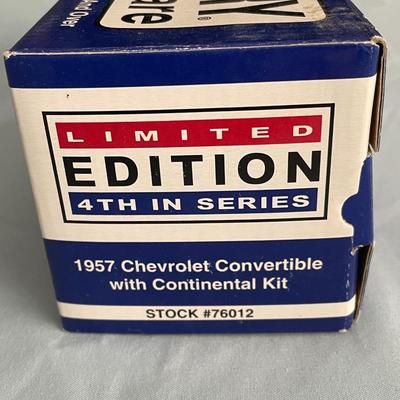 LIMITED
EDITION
4TH IN SERIES
1957 Chevrolet Convertible
with Continental Kit
STOCK #76012